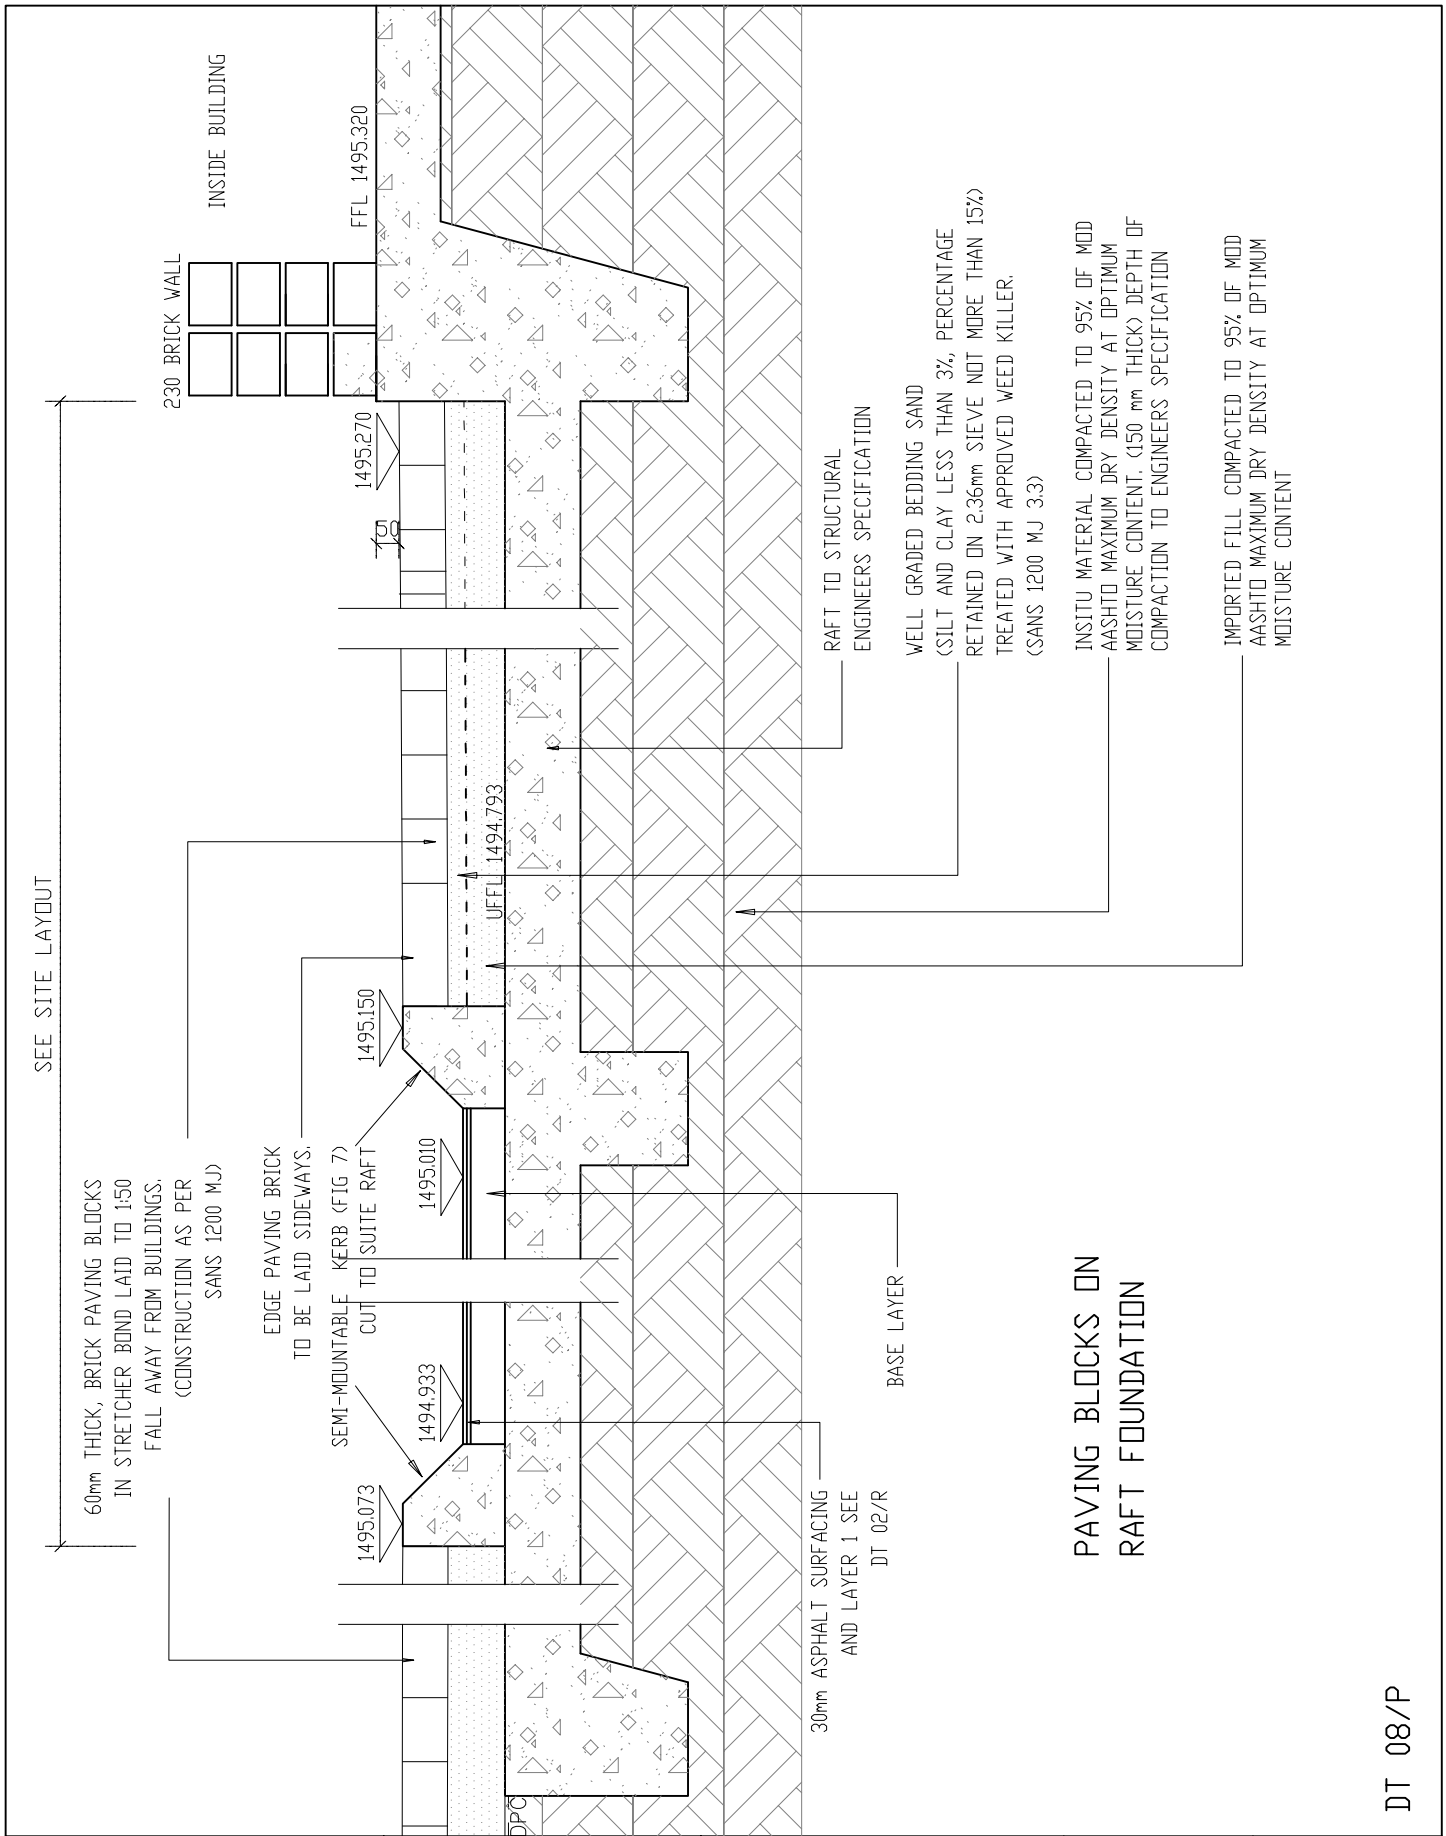 SEE SITE LAYOUT
60mm THICK, BRICK PAVING BLOCKS
IN STRETCHER BOND LAID TO 1:50
FALL AWAY FROM BUILDINGS.
(CONSTRUCTION AS PER
SANS 1200 MJ)
EDGE PAVING BRICK
TO BE LAID SIDEWAYS.
SEMI-MOUNTABLE KERB (FIG 7)
CUT TO SUITE RAFT
230 BRICK WALL
INSIDE BUILDING
FFL 1495.320
1495.270
50
1495.150
1495.010
1494.933
1495.073
UFFL 1494.793
DPC
RAFT TO STRUCTURAL
ENGINEERS SPECIFICATION
WELL GRADED BEDDING SAND
(SILT AND CLAY LESS THAN 3%, PERCENTAGE
RETAINED ON 2.36mm SIEVE NOT MORE THAN 15%)
TREATED WITH APPROVED WEED KILLER.
(SANS 1200 MJ 3.3)
INSITU MATERIAL COMPACTED TO 95% OF MOD
AASHTO MAXIMUM DRY DENSITY AT OPTIMUM
MOISTURE CONTENT. (150 mm THICK) DEPTH OF
COMPACTION TO ENGINEERS SPECIFICATION
IMPORTED FILL COMPACTED TO 95% OF MOD
AASHTO MAXIMUM DRY DENSITY AT OPTIMUM
MOISTURE CONTENT
BASE LAYER
30mm ASPHALT SURFACING
AND LAYER 1 SEE
DT 02/R
PAVING BLOCKS ON
RAFT FOUNDATION
DT 08/P